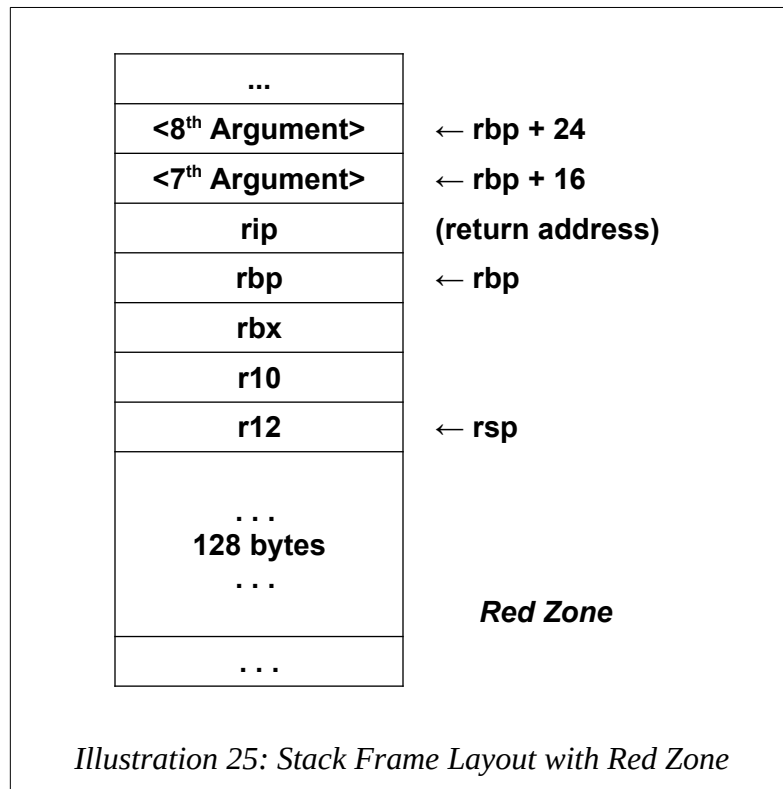 ...
<8th Argument> ← rbp + 24
<7th Argument> ← rbp + 16
rip (return address)
rbp ← rbp
rbx
r10
r12 ← rsp
. . .
128 bytes
. . .
Red Zone
. . .
Illustration 25: Stack Frame Layout with Red Zone